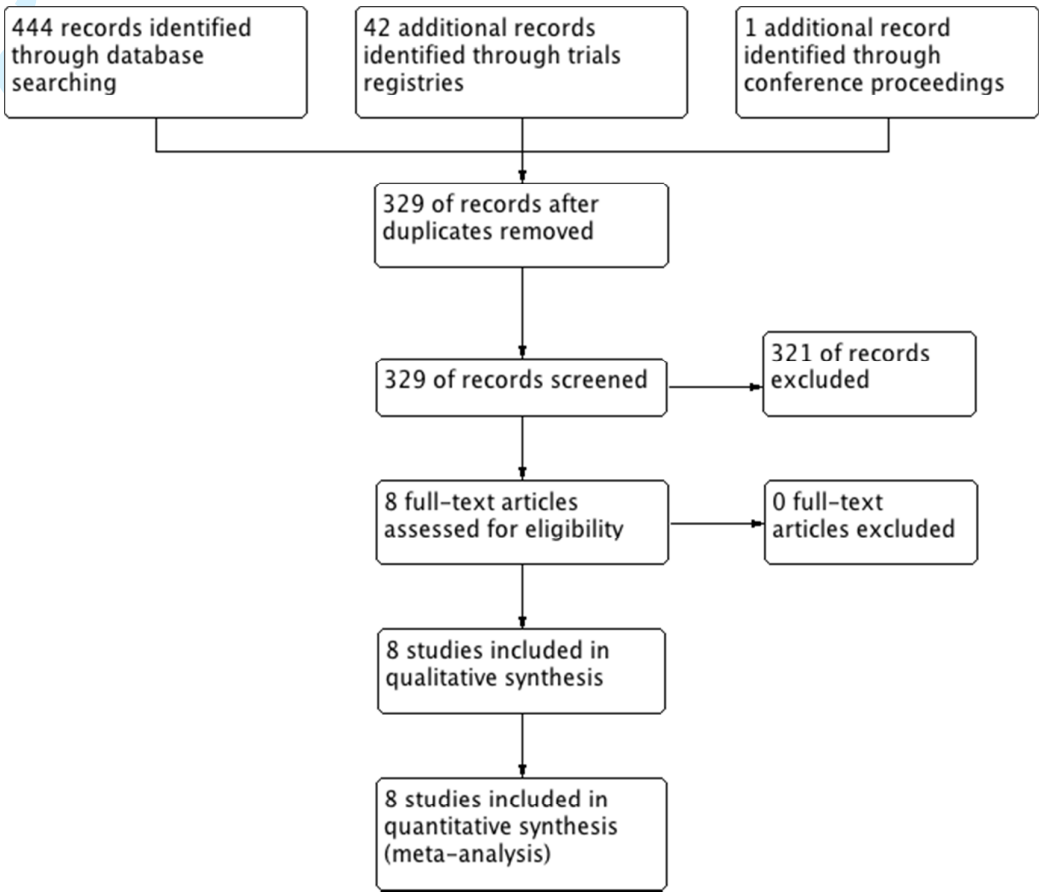 444 records identified
through database
searching
42 additional records
identified through trials
registries
1 additional record
identified through
conference proceedings
329 of records after
duplicates removed
329 of records screened
321 of records
excluded
8 full-text articles
assessed for eligibility
0 full-text
articles excluded
8 studies included in
qualitative synthesis
8 studies included in
quantitative synthesis
(meta-analysis)